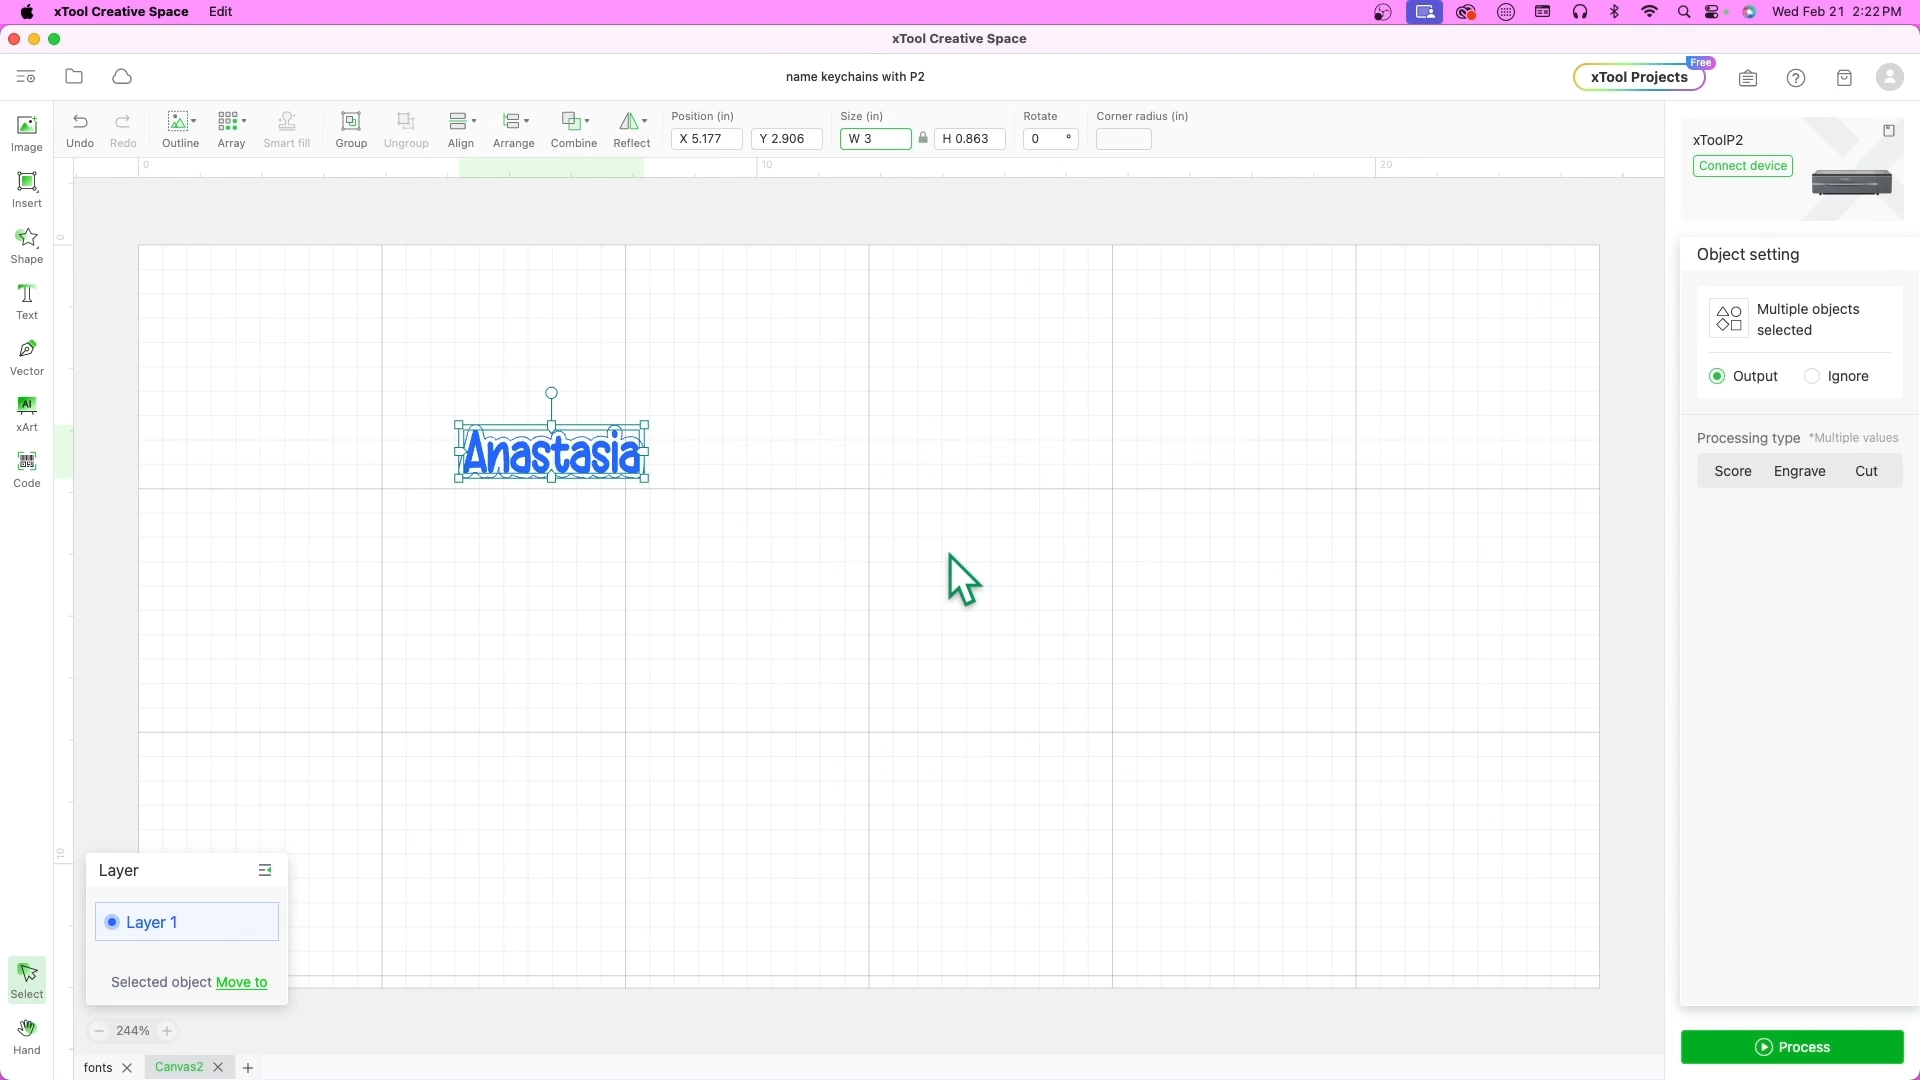 xTool Creative Space Edit Wed Feb 21 2:22 PM
xTool Creative Space
name keychains with P2
xTool Projects
Free
Image
Insert
Shape
Text
Vector
AI
xArt
Code
Select
Hand
Undo Redo Outline Array Smart fill Group Ungroup Align Arrange Combine Reflect
Position (in) Size (in) Rotate Corner radius (in)
X 5.177 Y 2.906 W 3 H 0.863 0 °
0 10 20
0
10
Anastasia
xToolP2
Connect device
Object setting
Multiple objects
selected
Output Ignore
Processing type *Multiple values
Score Engrave Cut
Layer
Layer 1
Selected object Move to
244%
fonts Canvas2
Process